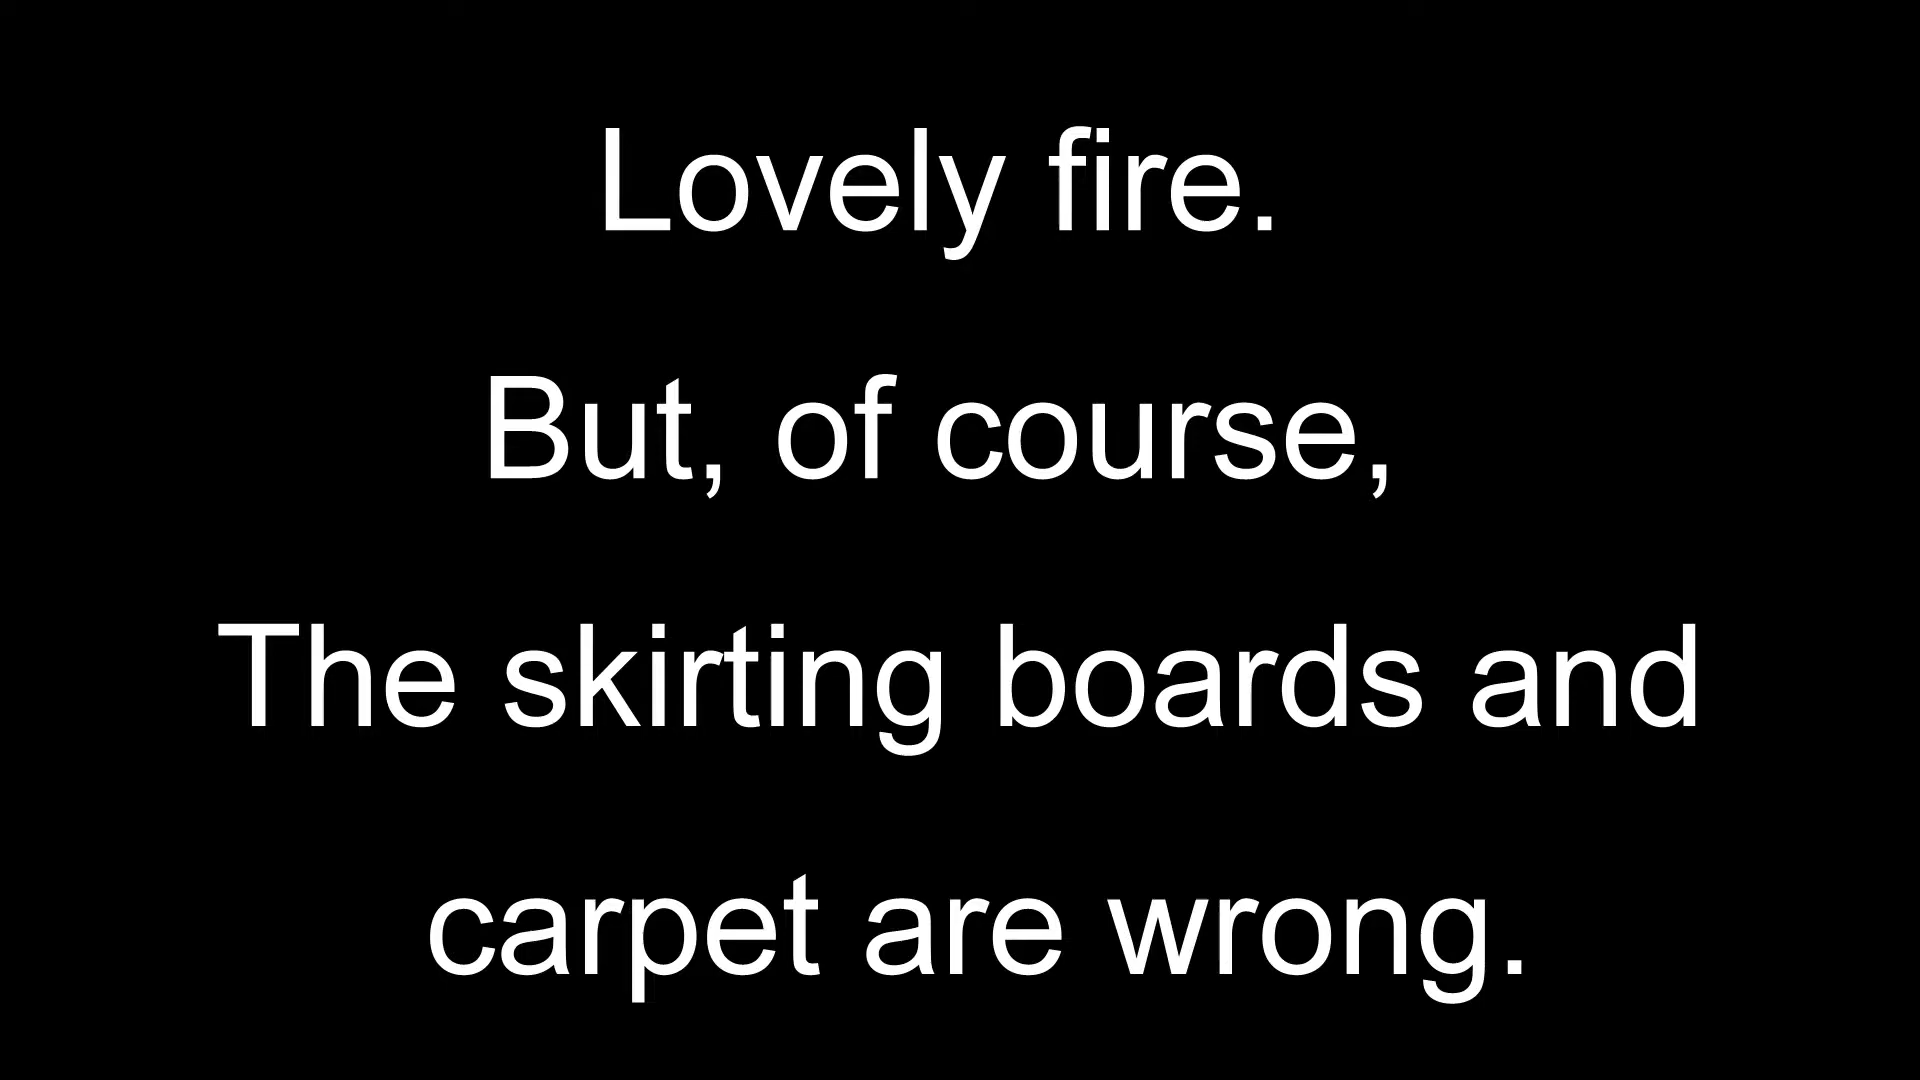 Lovely fire.
But, of course,
The skirting boards and
carpet are wrong.